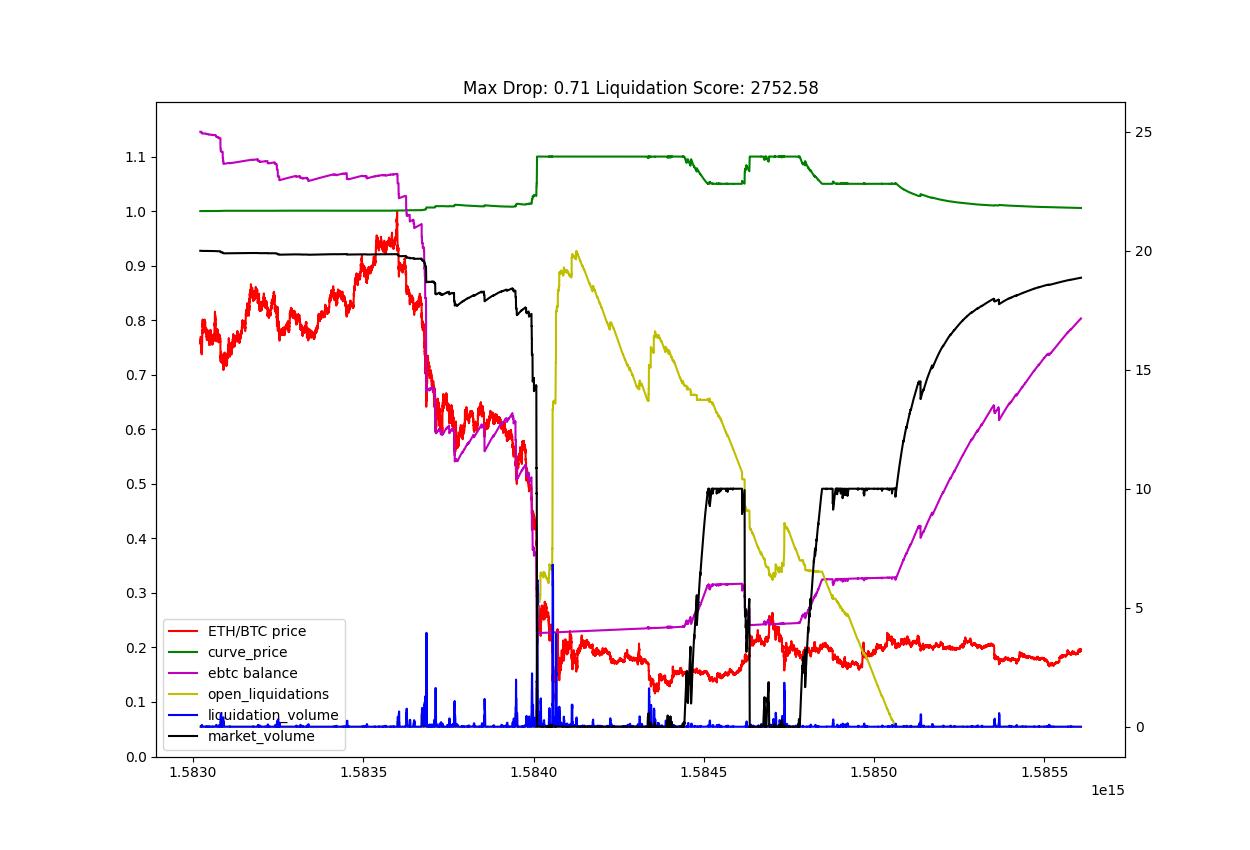 Max Drop: 0.71 Liquidation Score: 2752.58
1.1
1.0
0.9
0.8
0.7
0.6
0.5
0.4
0.3
0.2
0.1
0.0
25
20
15
10
5
0
ETH/BTC price
curve_price
ebtc balance
open_liquidations
liquidation_volume
market_volume
1.5830 1.5835 1.5840 1.5845 1.5850 1.5855
1e15